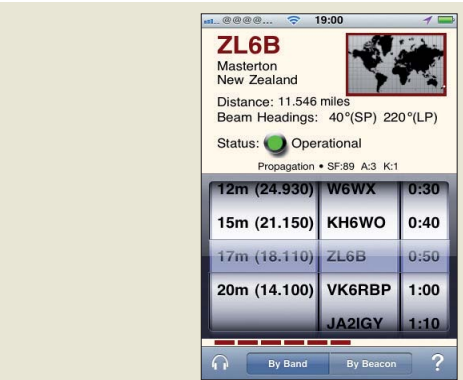 @@@@... 19:00
ZL6B
Masterton
New Zealand
Distance: 11.546 miles
Beam Headings: 40°(SP) 220°(LP)
Status: Operational
Propagation • SF:89 A:3 K:1
12m (24.930) W6WX 0:30
15m (21.150) KH6WO 0:40
17m (18.110) ZL6B 0:50
20m (14.100) VK6RBP 1:00
JA2IGY 1:10
By Band By Beacon ?